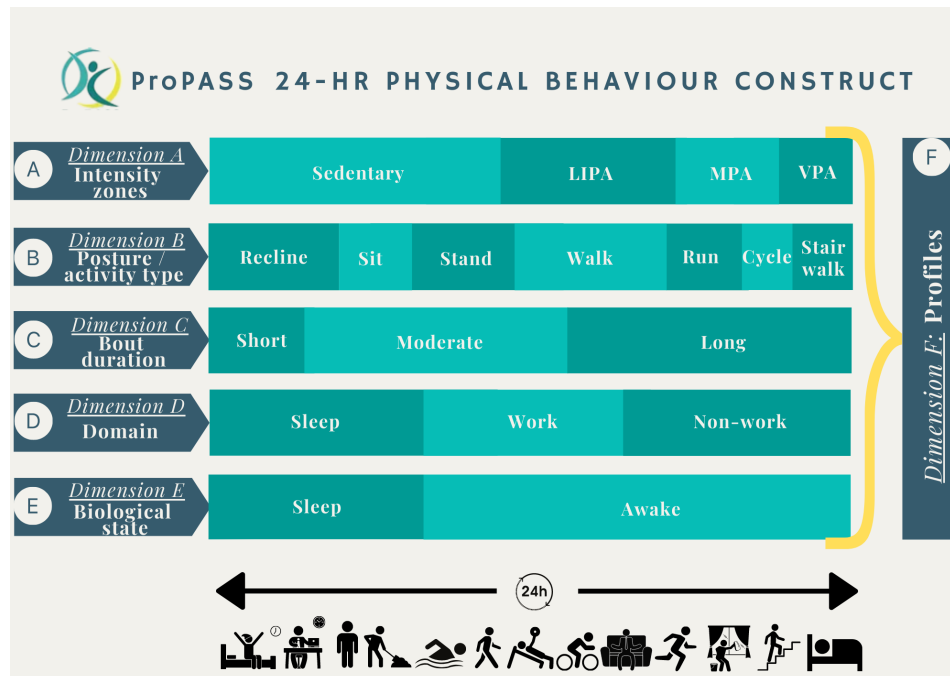 ProPASS 24-HR PHYSICAL BEHAVIOUR CONSTRUCT
A
Dimension A
Intensity
zones
Sedentary
LIPA
MPA
VPA
B
Dimension B
Posture /
activity type
Recline
Sit
Stand
Walk
Run
Cycle
Stair
walk
C
Dimension C
Bout
duration
Short
Moderate
Long
D
Dimension D
Domain
Sleep
Work
Non-work
E
Dimension E
Biological
state
Sleep
Awake
F
Dimension F: Profiles
24h